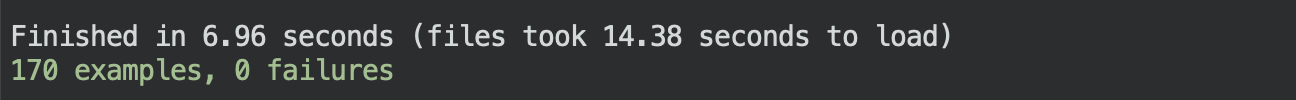 Finished in 6.96 seconds (files took 14.38 seconds to load)
170 examples, 0 failures